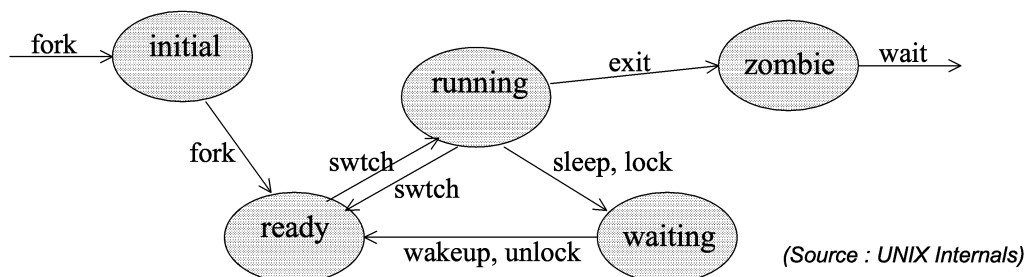 fork
initial
running
exit
zombie
wait
fork
swtch
swtch
sleep, lock
ready
wakeup, unlock
waiting
(Source : UNIX Internals)